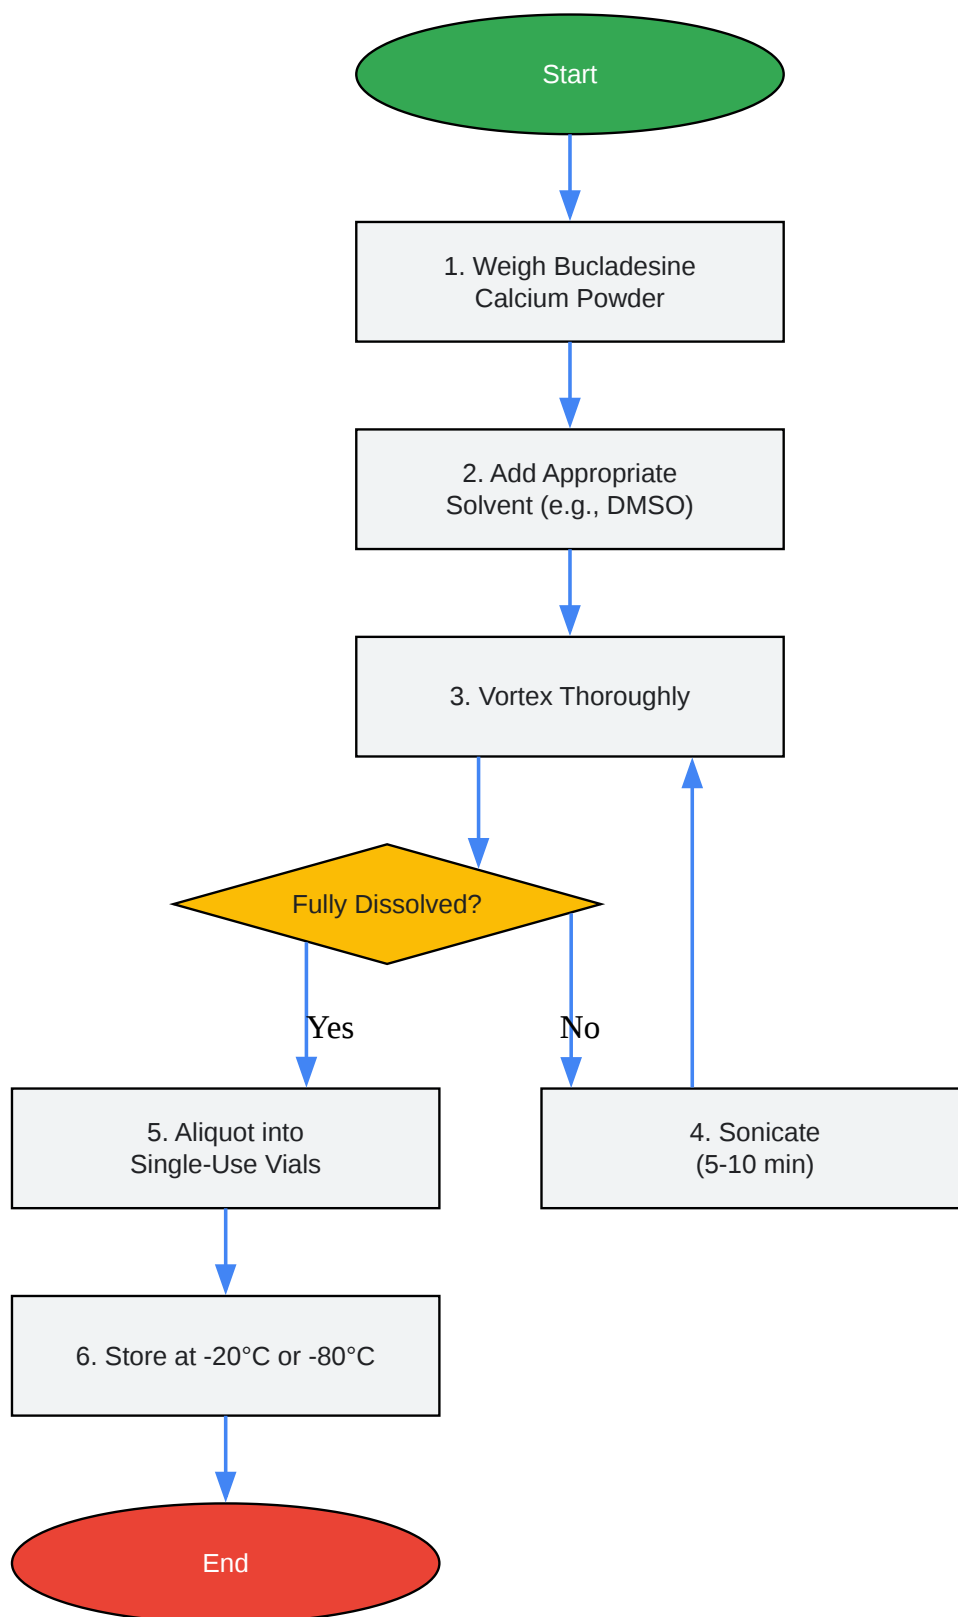 Start
1. Weigh Bucladesine
Calcium Powder
2. Add Appropriate
Solvent (e.g., DMSO)
3. Vortex Thoroughly
Fully Dissolved?
Yes
No
5. Aliquot into
Single-Use Vials
4. Sonicate
(5-10 min)
6. Store at -20°C or -80°C
End